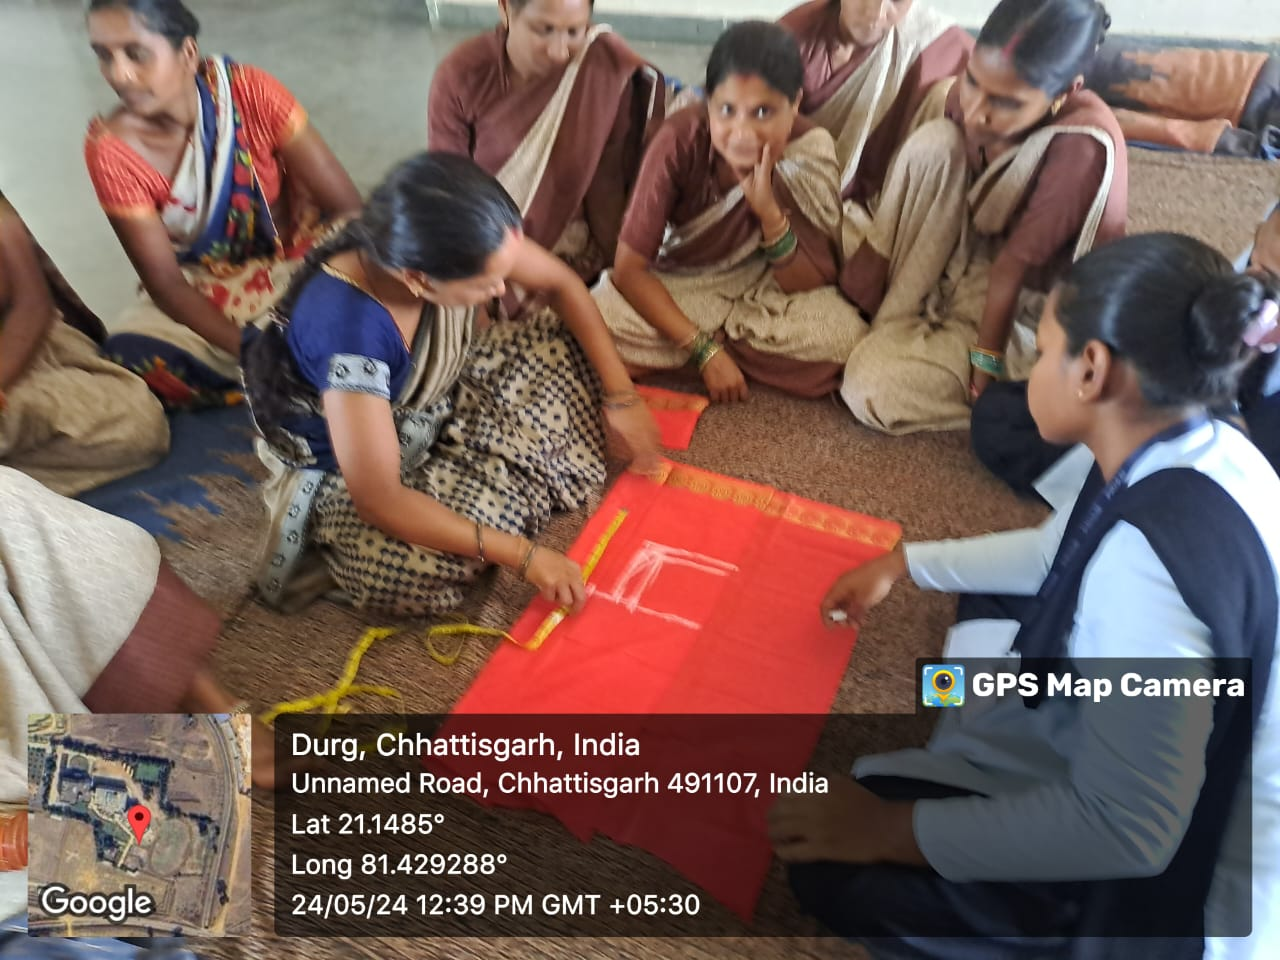 GPS Map Camera
Durg, Chhattisgarh, India
Unnamed Road, Chhattisgarh 491107, India
Lat 21.1485°
Long 81.429288°
24/05/24 12:39 PM GMT +05:30
Google